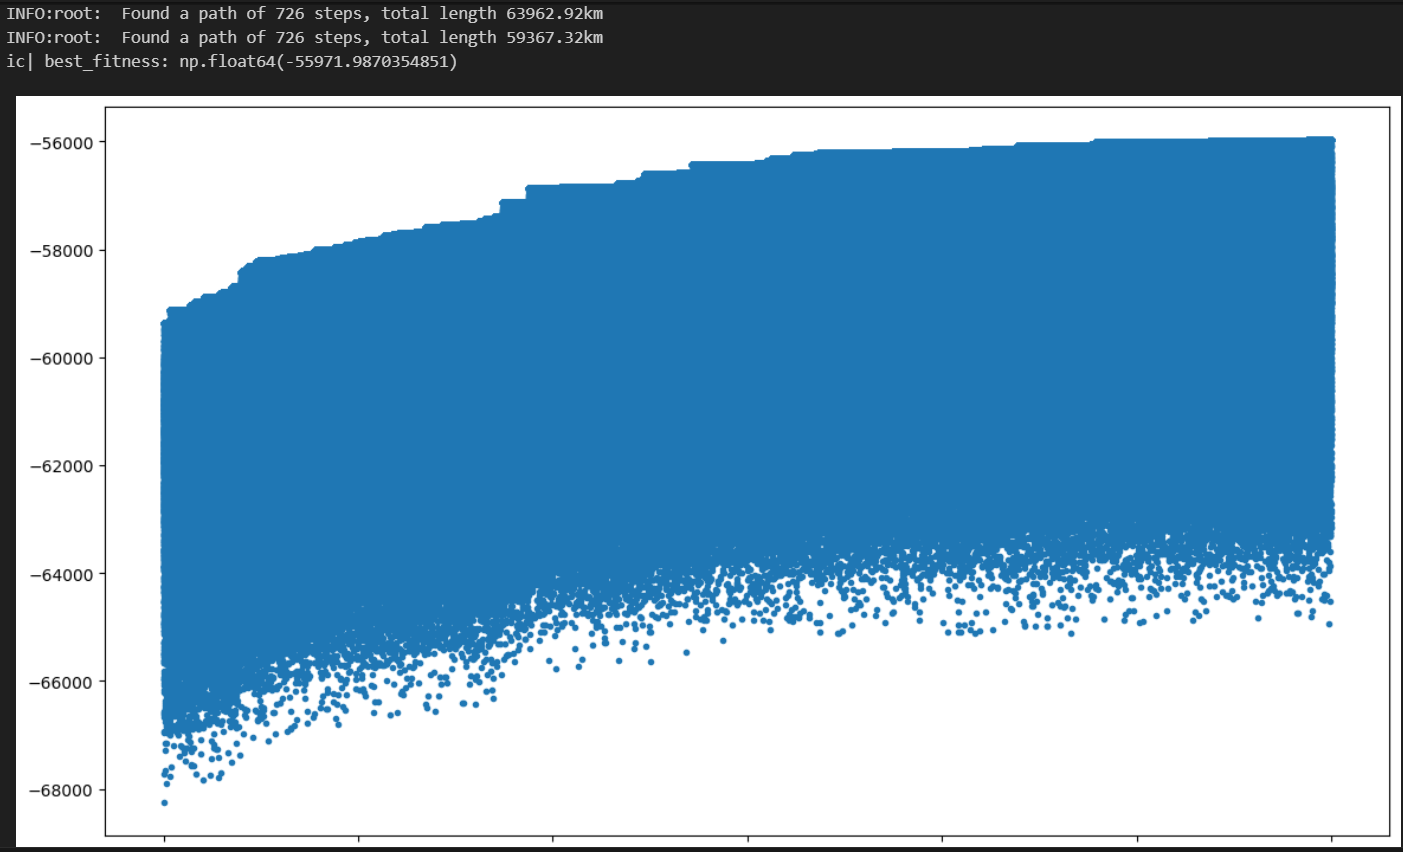 INFO:root:  Found a path of 726 steps, total length 63962.92km
INFO:root:  Found a path of 726 steps, total length 59367.32km
ic| best_fitness: np.float64(-55971.9870354851)
−56000
−58000
−60000
−62000
−64000
−66000
−68000